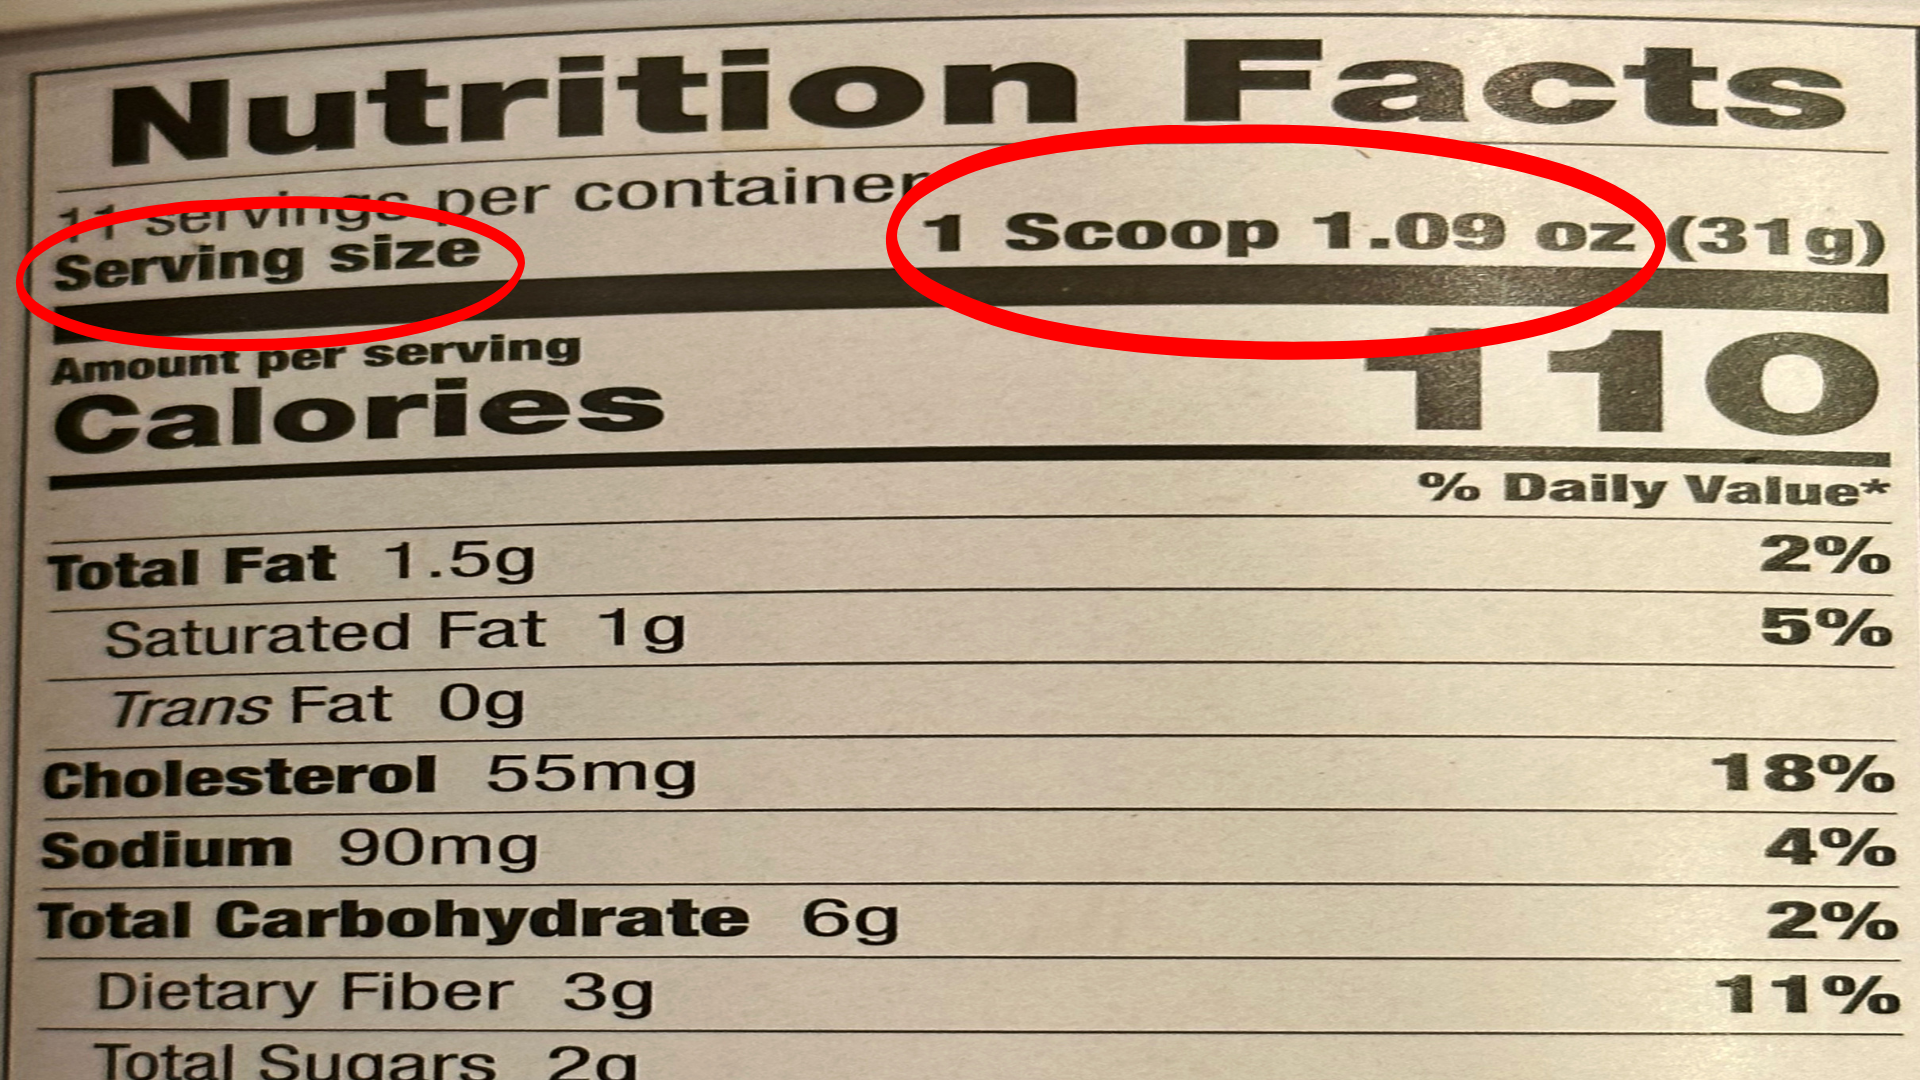 Nutrition Facts
11 servings per container
Serving size 1 Scoop 1.09 oz (31g)
Amount per serving
Calories 110
% Daily Value*
Total Fat 1.5g 2%
Saturated Fat 1g 5%
Trans Fat 0g
Cholesterol 55mg 18%
Sodium 90mg 4%
Total Carbohydrate 6g 2%
Dietary Fiber 3g 11%
Total Sugars 2g